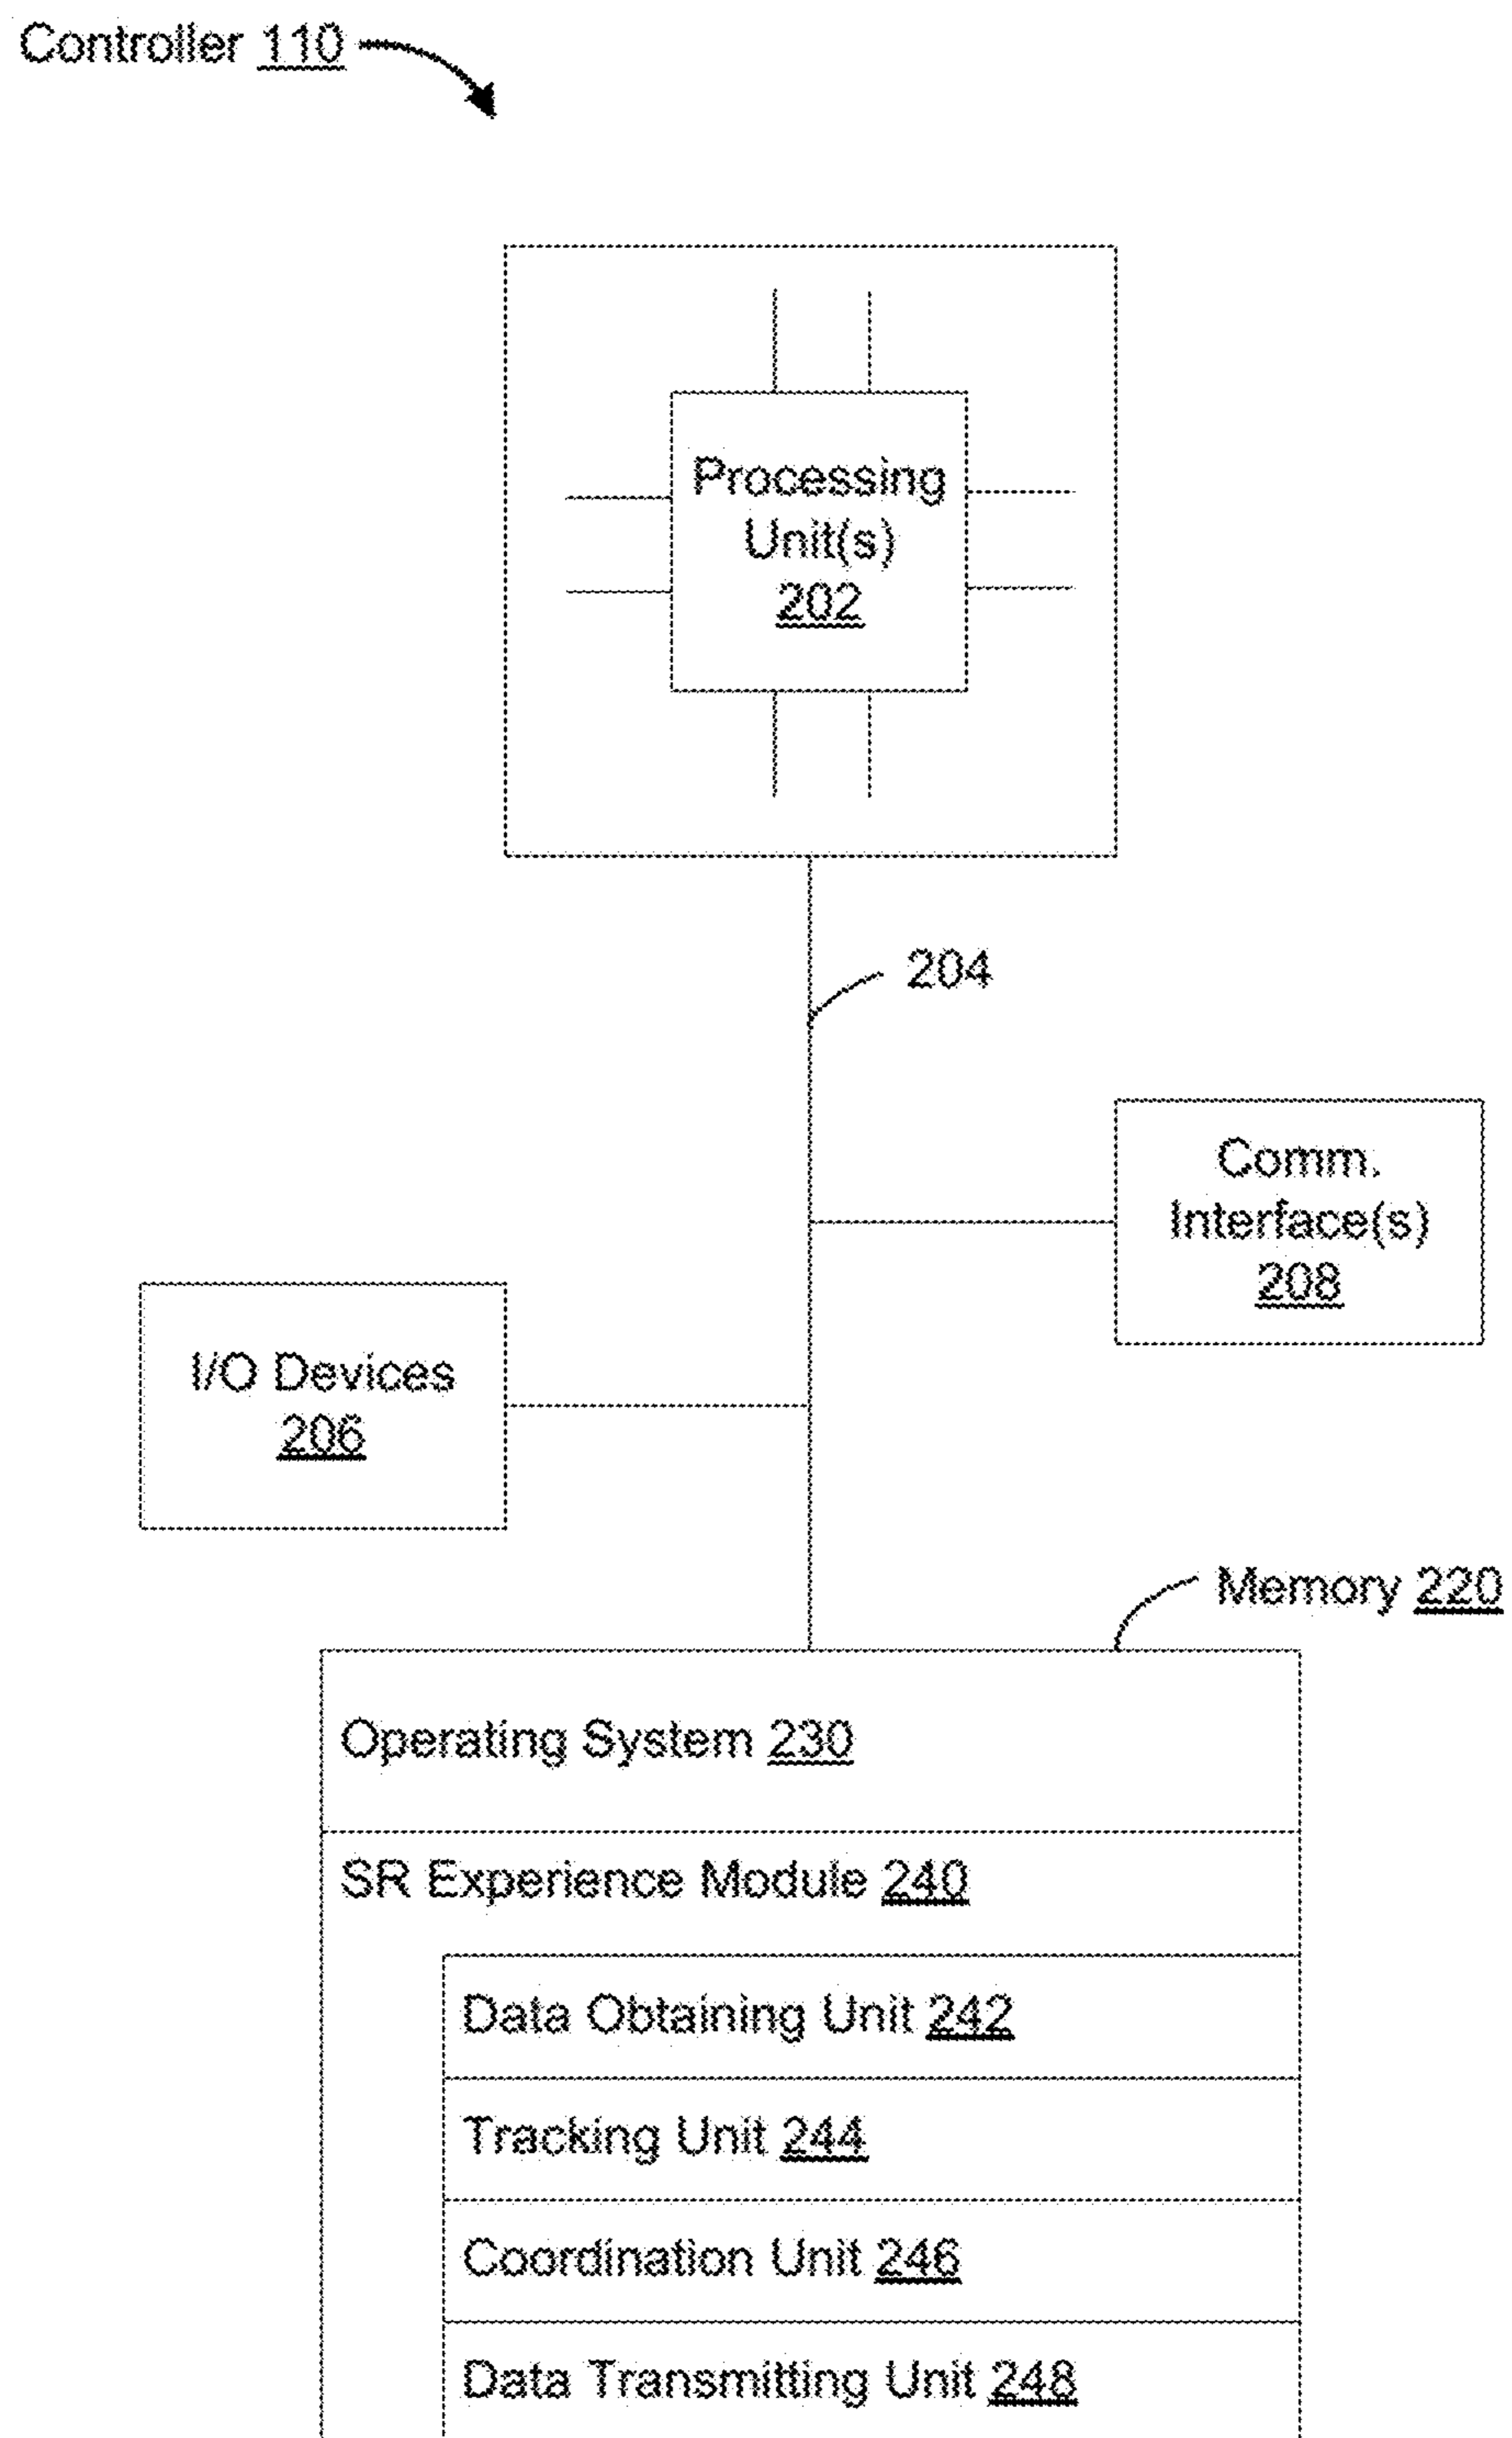 Controller 110
Processing
Unit(s)
202
204
Comm.
Interface(s)
208
I/O Devices
206
Memory 220
Operating System 230
SR Experience Module 240
Data Obtaining Unit 242
Tracking Unit 244
Coordination Unit 246
Data Transmitting Unit 248